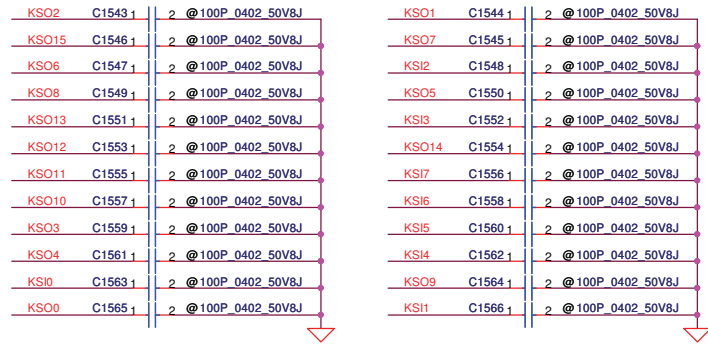 KSO2 C1543 1 2 @100P_0402_50V8J KSO1 C1544 1 2 @100P_0402_50V8J
KSO15 C1546 1 2 @100P_0402_50V8J KSO7 C1545 1 2 @100P_0402_50V8J
KSO6 C1547 1 2 @100P_0402_50V8J KSI2 C1548 1 2 @100P_0402_50V8J
KSO8 C1549 1 2 @100P_0402_50V8J KSO5 C1550 1 2 @100P_0402_50V8J
KSO13 C1551 1 2 @100P_0402_50V8J KSI3 C1552 1 2 @100P_0402_50V8J
KSO12 C1553 1 2 @100P_0402_50V8J KSO14 C1554 1 2 @100P_0402_50V8J
KSO11 C1555 1 2 @100P_0402_50V8J KSI7 C1556 1 2 @100P_0402_50V8J
KSO10 C1557 1 2 @100P_0402_50V8J KSI6 C1558 1 2 @100P_0402_50V8J
KSO3 C1559 1 2 @100P_0402_50V8J KSI5 C1560 1 2 @100P_0402_50V8J
KSO4 C1561 1 2 @100P_0402_50V8J KSI4 C1562 1 2 @100P_0402_50V8J
KSI0 C1563 1 2 @100P_0402_50V8J KSO9 C1564 1 2 @100P_0402_50V8J
KSO0 C1565 1 2 @100P_0402_50V8J KSI1 C1566 1 2 @100P_0402_50V8J